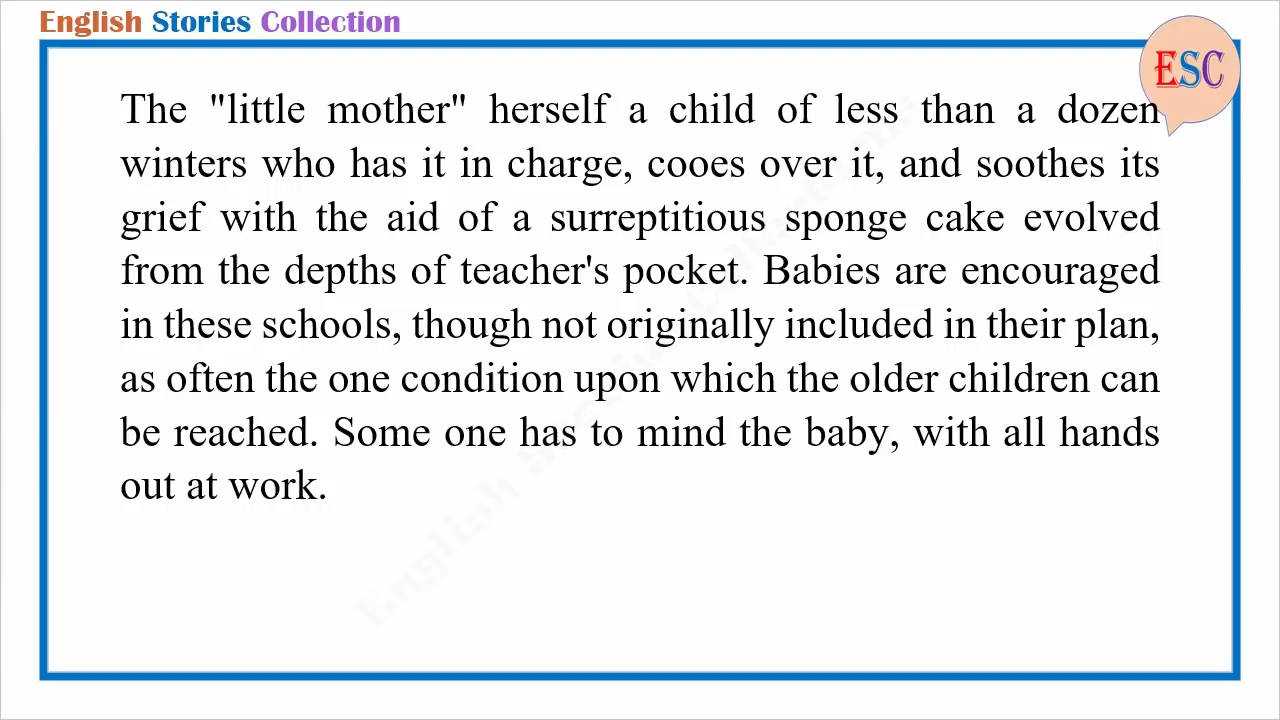 English Stories Collection
ESC
The "little mother" herself a child of less than a dozen
winters who has it in charge, cooes over it, and soothes its
grief with the aid of a surreptitious sponge cake evolved
from the depths of teacher's pocket. Babies are encouraged
in these schools, though not originally included in their plan,
as often the one condition upon which the older children can
be reached. Some one has to mind the baby, with all hands
out at work.